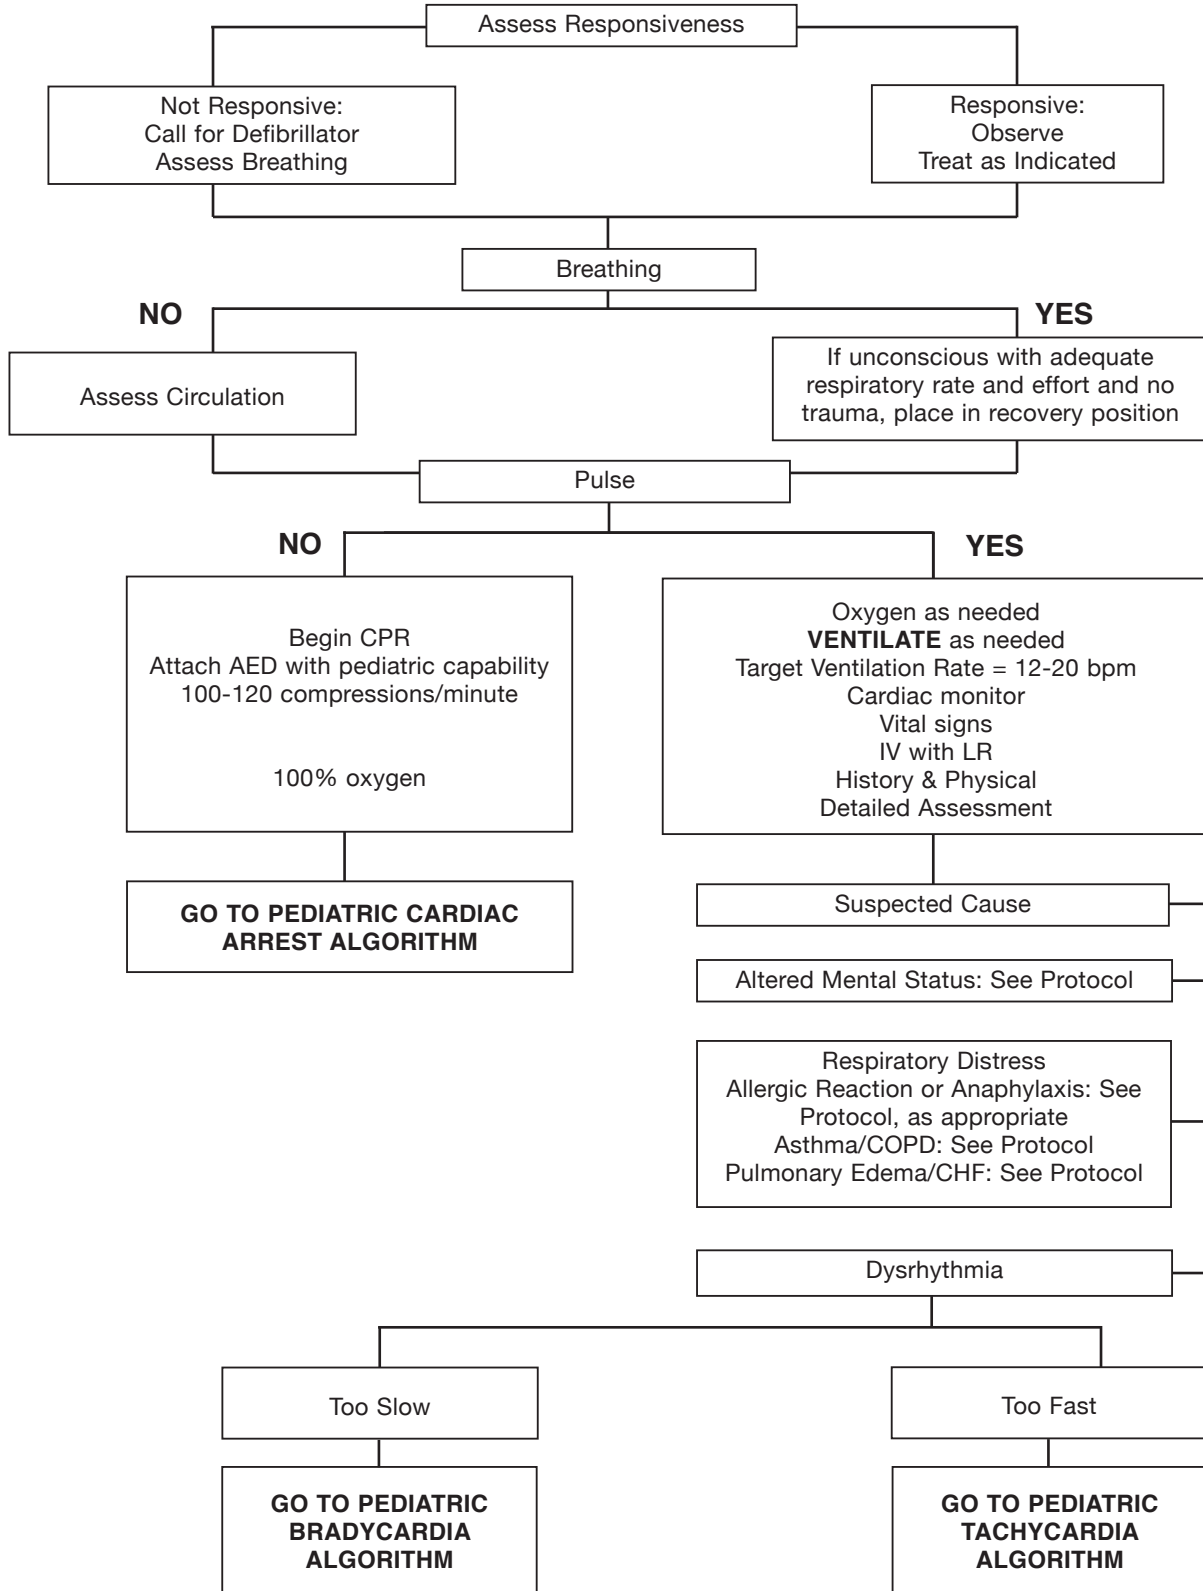 Assess Responsiveness
Not Responsive:
Call for Defibrillator
Assess Breathing
Responsive:
Observe
Treat as Indicated
Breathing
NO
YES
Assess Circulation
If unconscious with adequate
respiratory rate and effort and no
trauma, place in recovery position
Pulse
NO
YES
Begin CPR
Attach AED with pediatric capability
100-120 compressions/minute
100% oxygen
Oxygen as needed
VENTILATE as needed
Target Ventilation Rate = 12-20 bpm
Cardiac monitor
Vital signs
IV with LR
History & Physical
Detailed Assessment
GO TO PEDIATRIC CARDIAC
ARREST ALGORITHM
Suspected Cause
Altered Mental Status: See Protocol
Respiratory Distress
Allergic Reaction or Anaphylaxis: See
Protocol, as appropriate
Asthma/COPD: See Protocol
Pulmonary Edema/CHF: See Protocol
Dysrhythmia
Too Slow
Too Fast
GO TO PEDIATRIC
BRADYCARDIA
ALGORITHM
GO TO PEDIATRIC
TACHYCARDIA
ALGORITHM